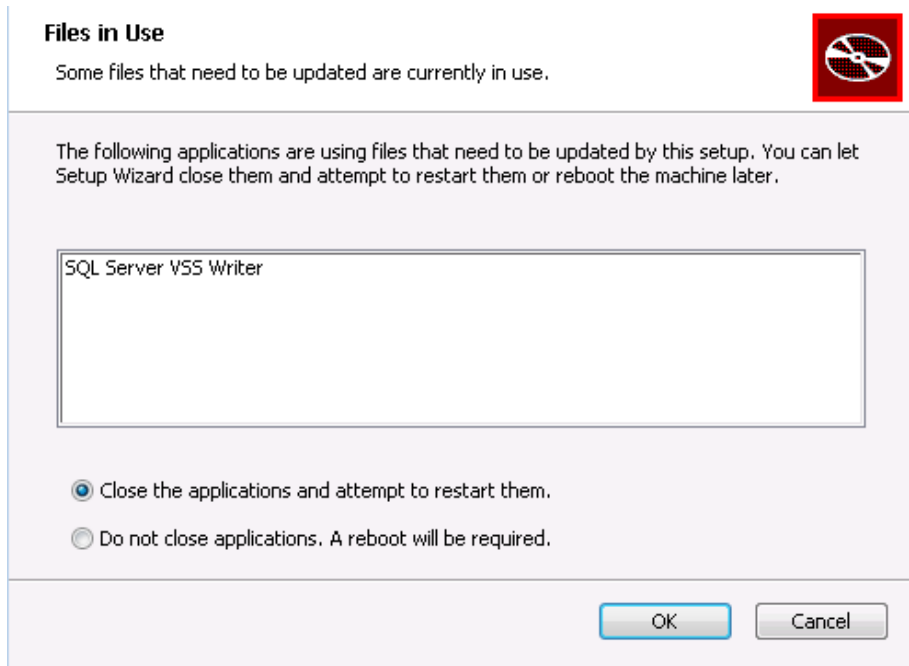 Files in Use
Some files that need to be updated are currently in use.
The following applications are using files that need to be updated by this setup. You can let
Setup Wizard close them and attempt to restart them or reboot the machine later.
SQL Server VSS Writer
Close the applications and attempt to restart them.
Do not close applications. A reboot will be required.
OK
Cancel